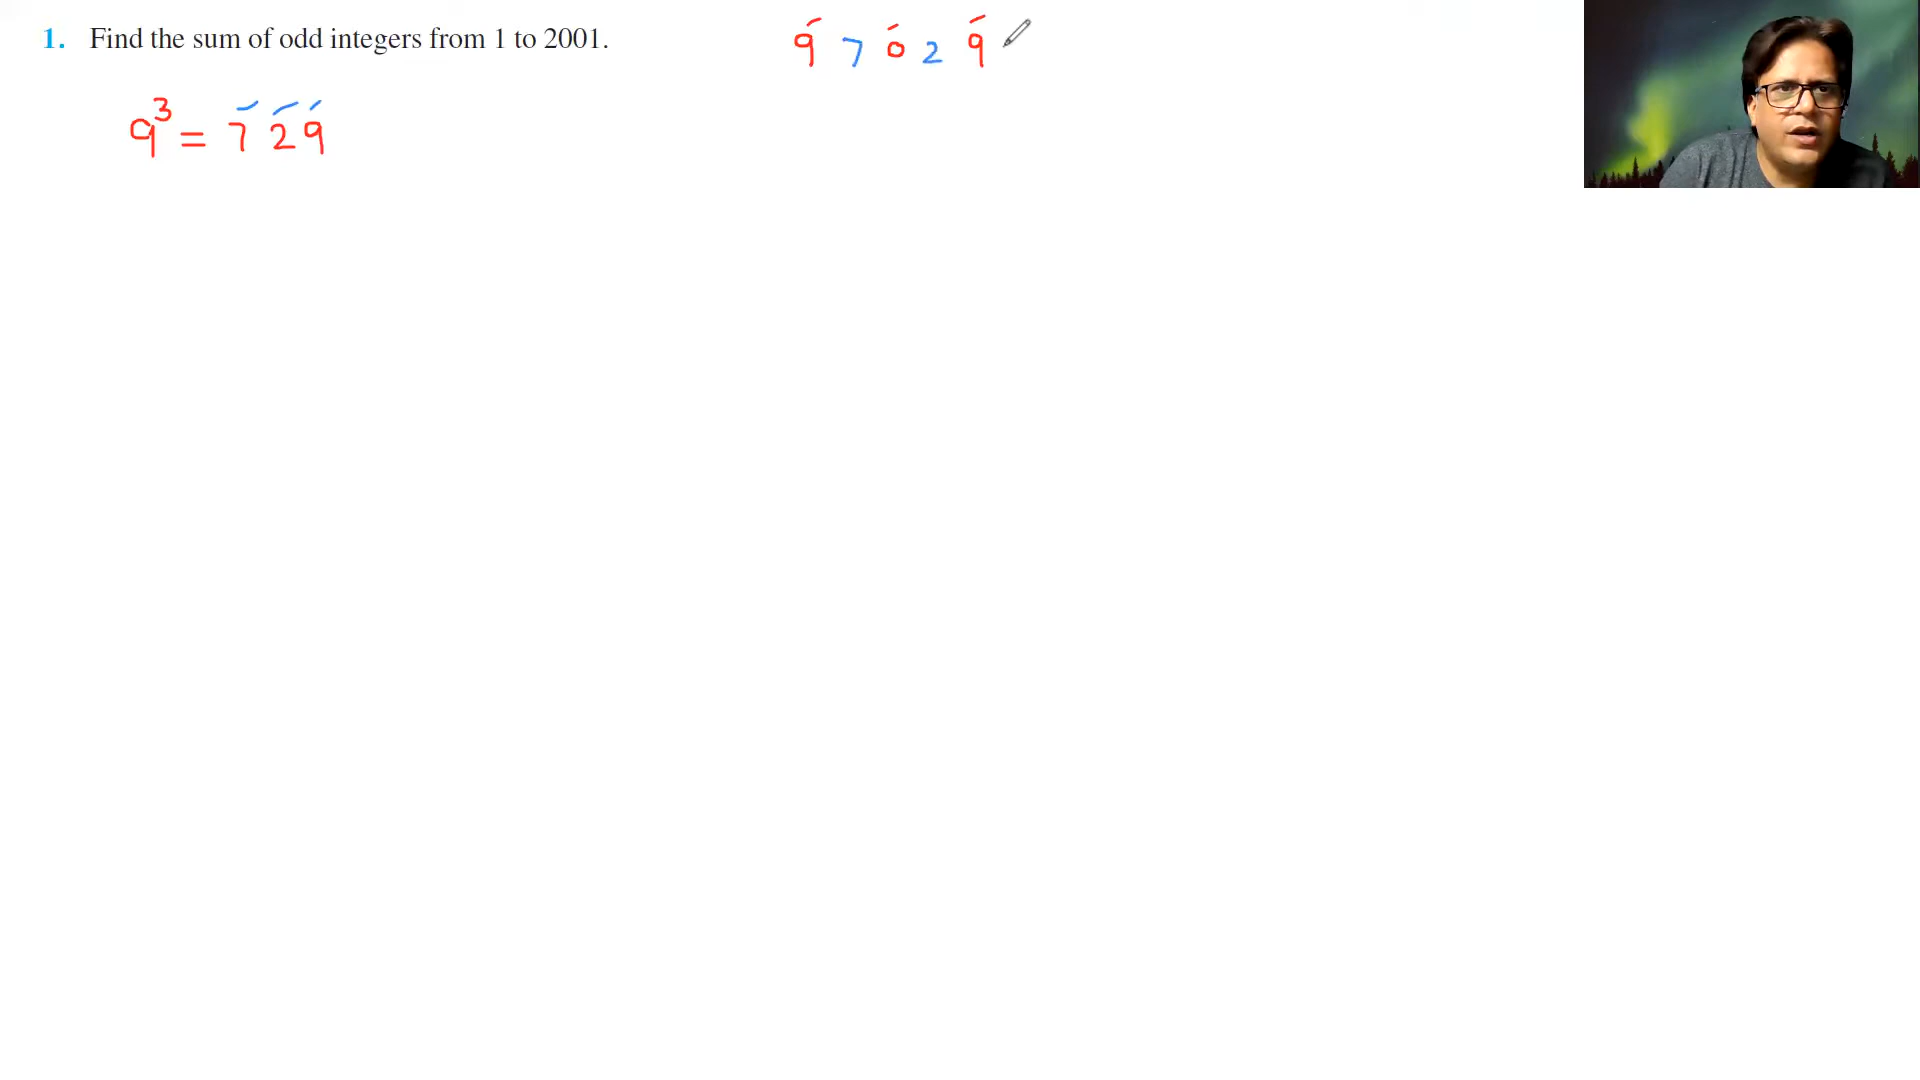 1. Find the sum of odd integers from 1 to 2001.
9 7 0 2 9
9³ = 7 2 9